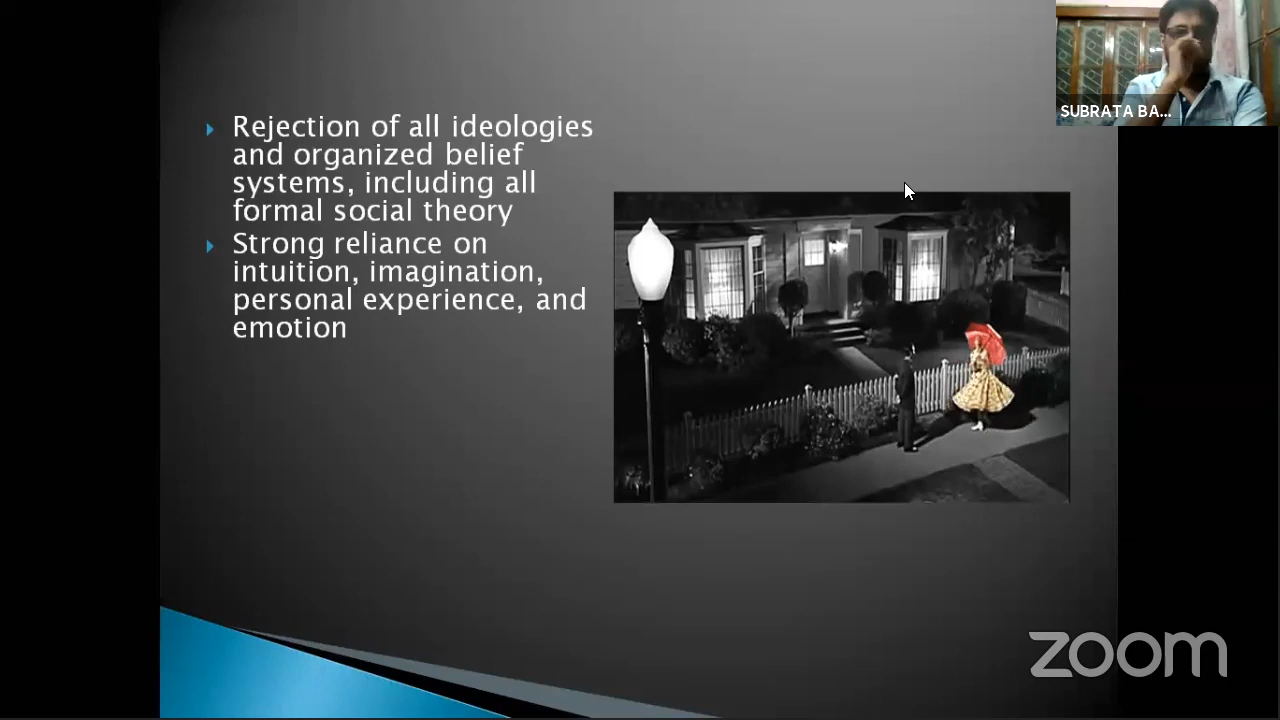 SUBRATA BA...
Rejection of all ideologies
and organized belief
systems, including all
formal social theory
Strong reliance on
intuition, imagination,
personal experience, and
emotion
zoom